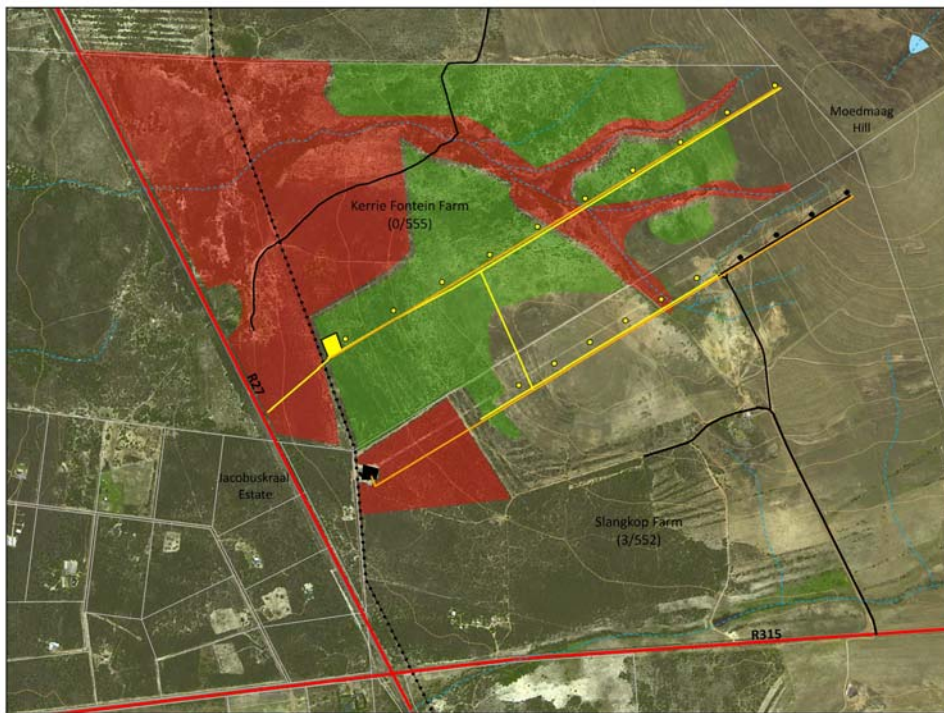 Moedmaag
Hill
Kerrie Fontein Farm
(0/555)
R27
Jacobuskraal
Estate
Slangkop Farm
(3/552)
R315